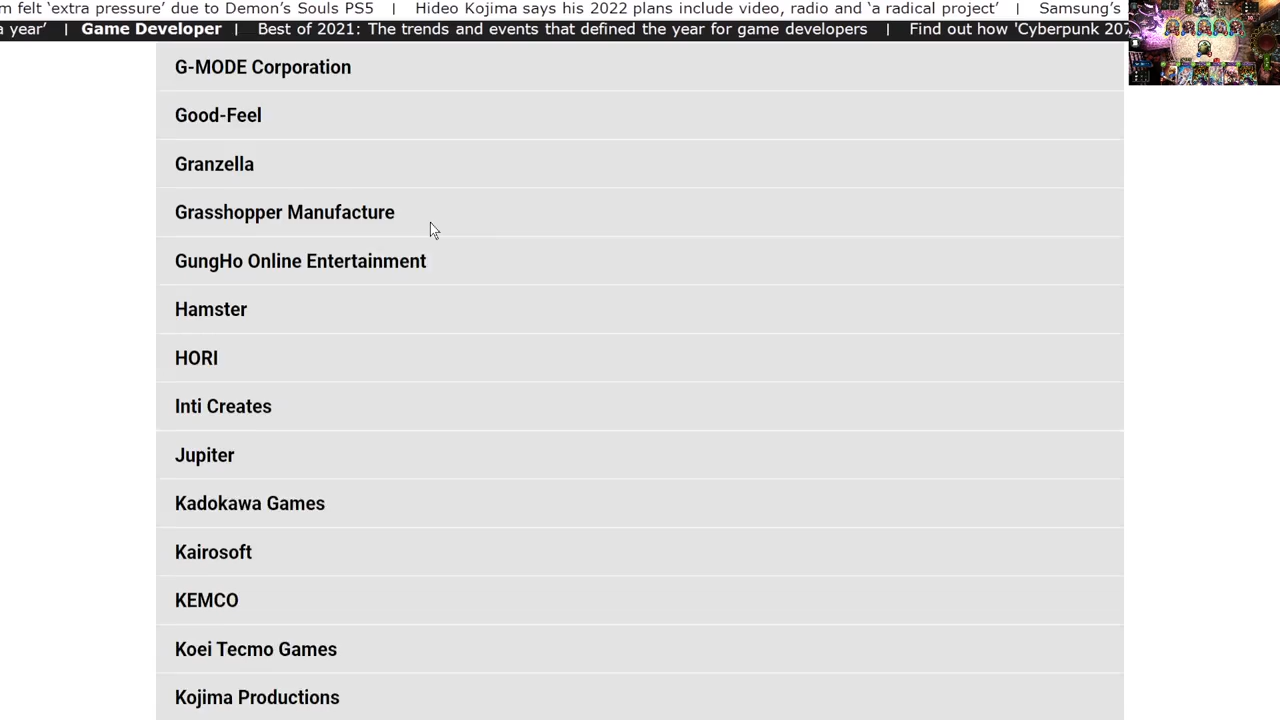 m felt ‘extra pressure’ due to Demon’s Souls PS5 | Hideo Kojima says his 2022 plans include video, radio and ‘a radical project’ | Samsung’s
a year’ | Game Developer | Best of 2021: The trends and events that defined the year for game developers | Find out how 'Cyberpunk 207
G-MODE Corporation
Good-Feel
Granzella
Grasshopper Manufacture
GungHo Online Entertainment
Hamster
HORI
Inti Creates
Jupiter
Kadokawa Games
Kairosoft
KEMCO
Koei Tecmo Games
Kojima Productions